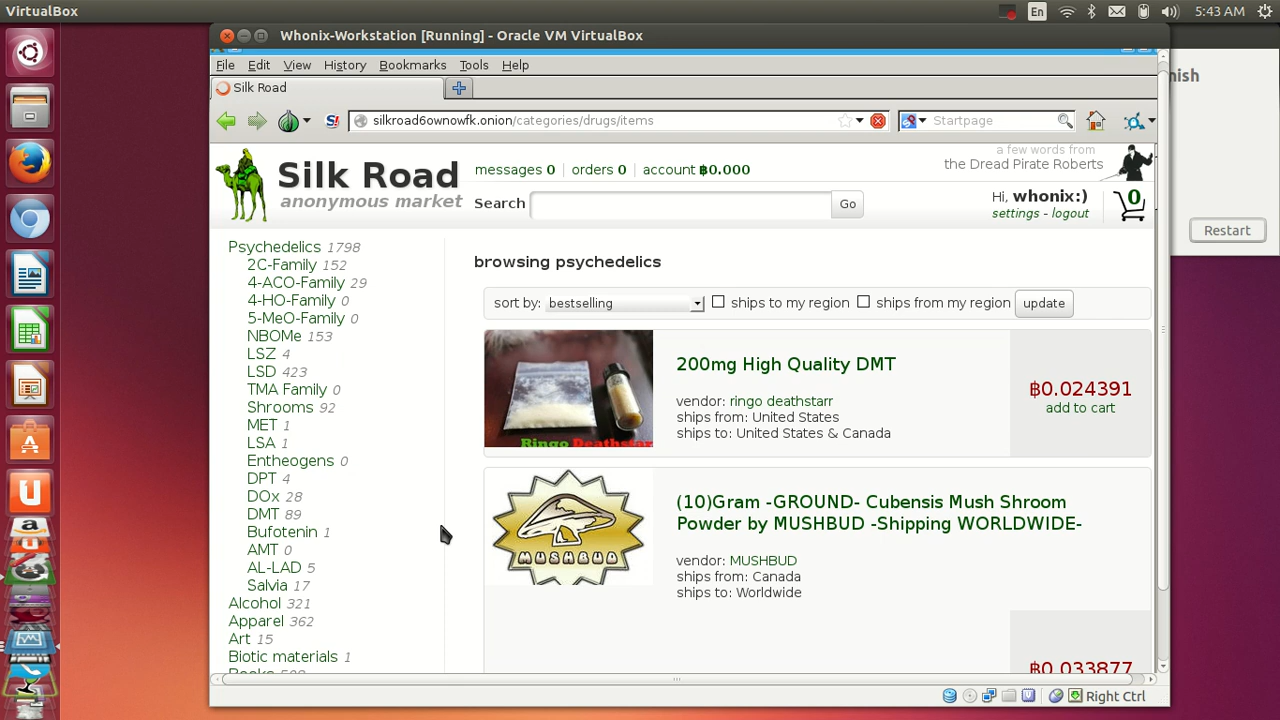 VirtualBox
En
5:43 AM
Whonix-Workstation [Running] - Oracle VM VirtualBox
File Edit View History Bookmarks Tools Help
nish
Silk Road
silkroad6ownowfk.onion/categories/drugs/items
Startpage
Silk Road
anonymous market
messages 0
orders 0
account ฿0.000
a few words from
the Dread Pirate Roberts
Search
Go
Hi, whonix:)
settings - logout
0
Restart
Psychedelics 1798
2C-Family 152
4-ACO-Family 29
4-HO-Family 0
5-MeO-Family 0
NBOMe 153
LSZ 4
LSD 423
TMA Family 0
Shrooms 92
MET 1
LSA 1
Entheogens 0
DPT 4
DOx 28
DMT 89
Bufotenin 1
AMT 0
AL-LAD 5
Salvia 17
Alcohol 321
Apparel 362
Art 15
Biotic materials 1
browsing psychedelics
sort by: bestselling ships to my region ships from my region update
200mg High Quality DMT
vendor: ringo deathstarr
ships from: United States
ships to: United States & Canada
฿0.024391
add to cart
Ringo Deathstar
(10)Gram -GROUND- Cubensis Mush Shroom
Powder by MUSHBUD -Shipping WORLDWIDE-
vendor: MUSHBUD
ships from: Canada
ships to: Worldwide
MUSHBUD
฿0.033877
Right Ctrl